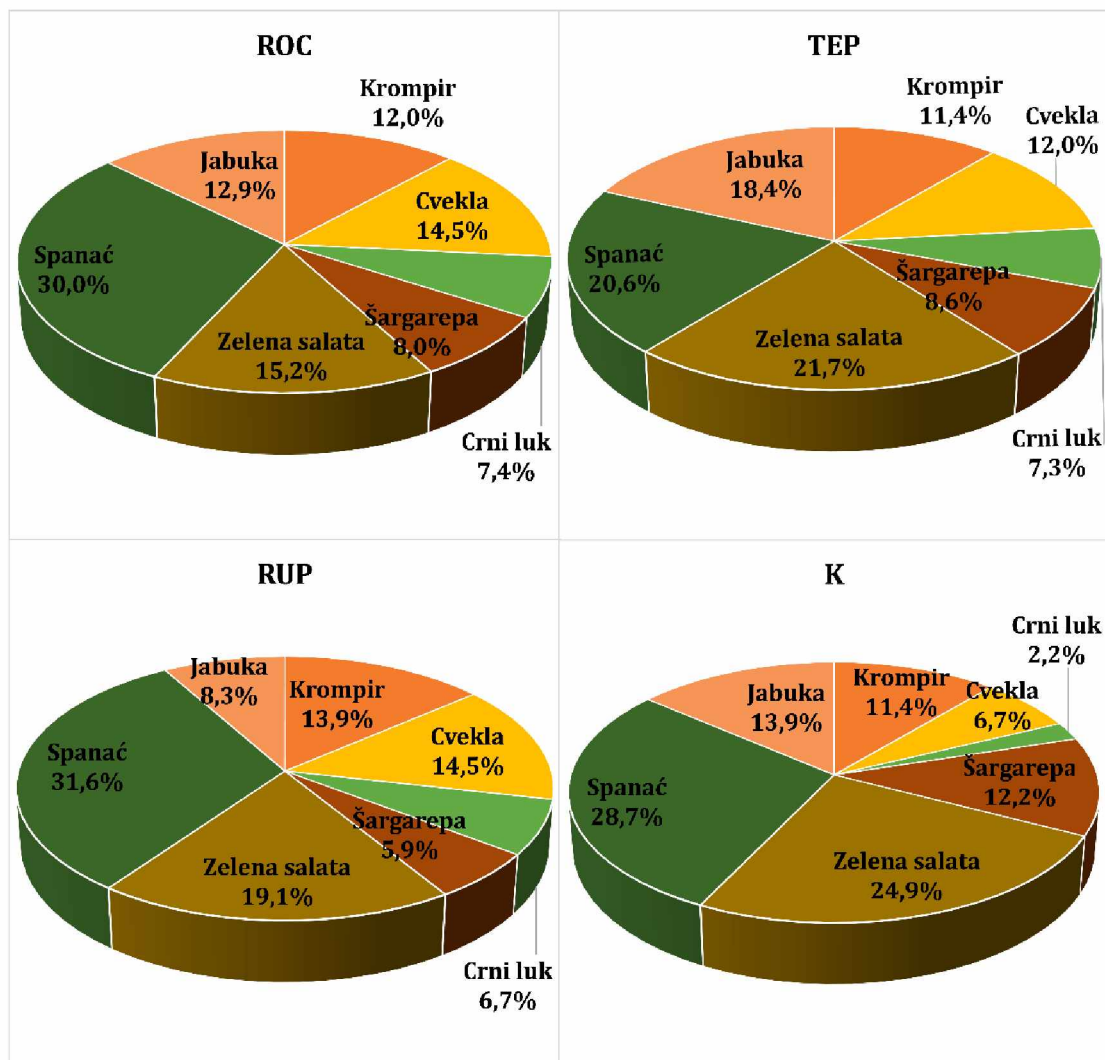 ROC
Krompir
12,0%
Jabuka
12,9%
Cvekla
14,5%
Spanać
30,0%
Šargarepa
8,0%
Zelena salata
15,2%
Crni luk
7,4%
TEP
Krompir
11,4%
Cvekla
12,0%
Jabuka
18,4%
Spanać
20,6%
Šargarepa
8,6%
Zelena salata
21,7%
Crni luk
7,3%
RUP
Jabuka
8,3%
Krompir
13,9%
Cvekla
14,5%
Spanać
31,6%
Šargarepa
5,9%
Zelena salata
19,1%
Crni luk
6,7%
K
Crni luk
2,2%
Jabuka
13,9%
Krompir
11,4%
Cvekla
6,7%
Šargarepa
12,2%
Spanać
28,7%
Zelena salata
24,9%